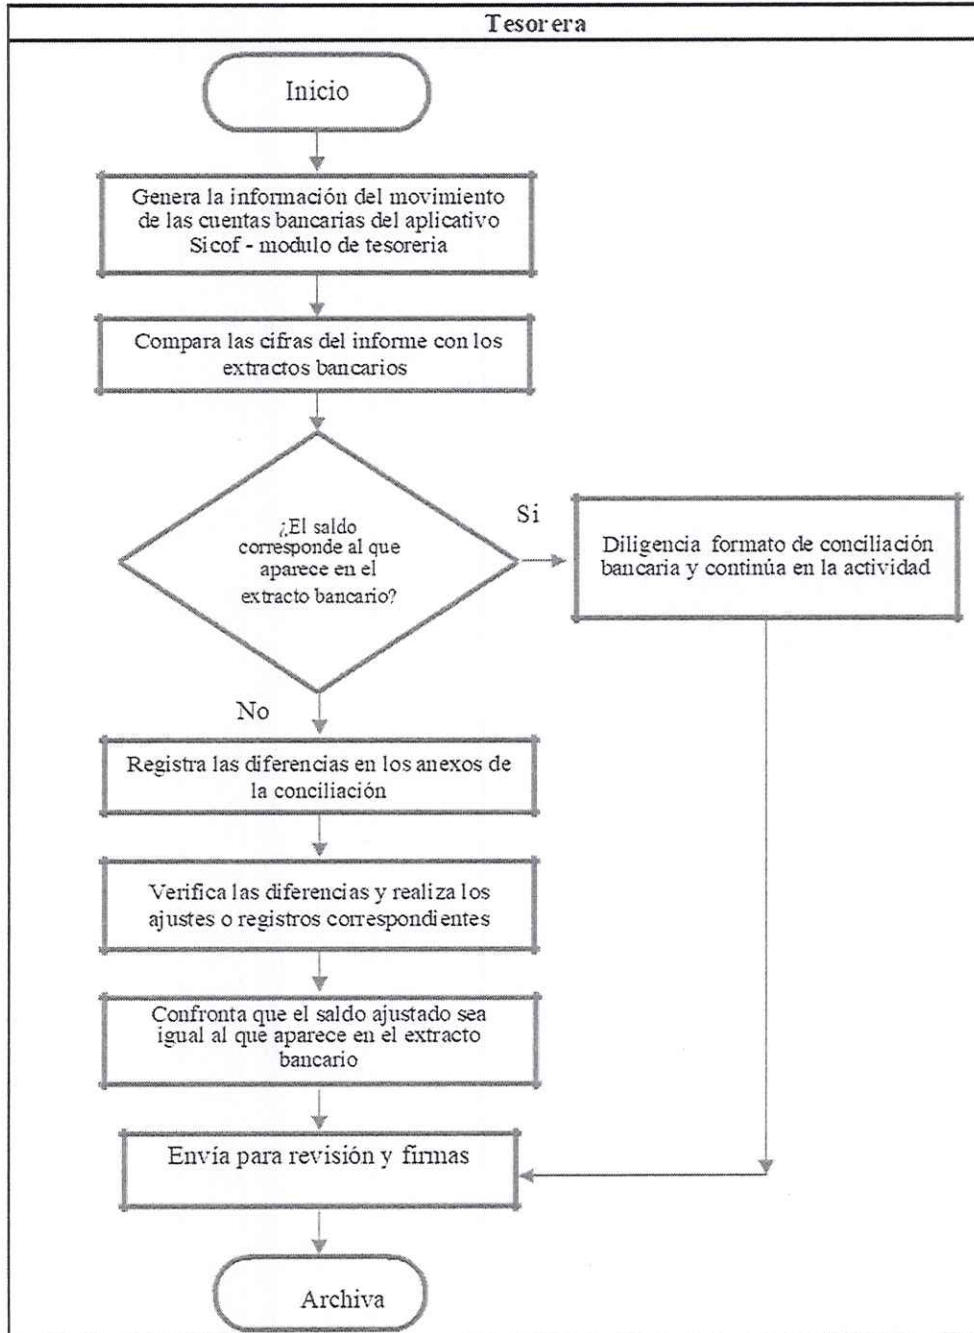 Tesorera
Inicio
Genera la información del movimiento
de las cuentas bancarias del aplicativo
Sicof - modulo de tesoreria
Compara las cifras del informe con los
extractos bancarios
¿El saldo
corresponde al que
aparece en el
extracto bancario?
Si
Diligencia formato de conciliación
bancaria y continúa en la actividad
No
Registra las diferencias en los anexos de
la conciliación
Verifica las diferencias y realiza los
ajustes o registros correspondientes
Confronta que el saldo ajustado sea
igual al que aparece en el extracto
bancario
Envía para revisión y firmas
Archiva